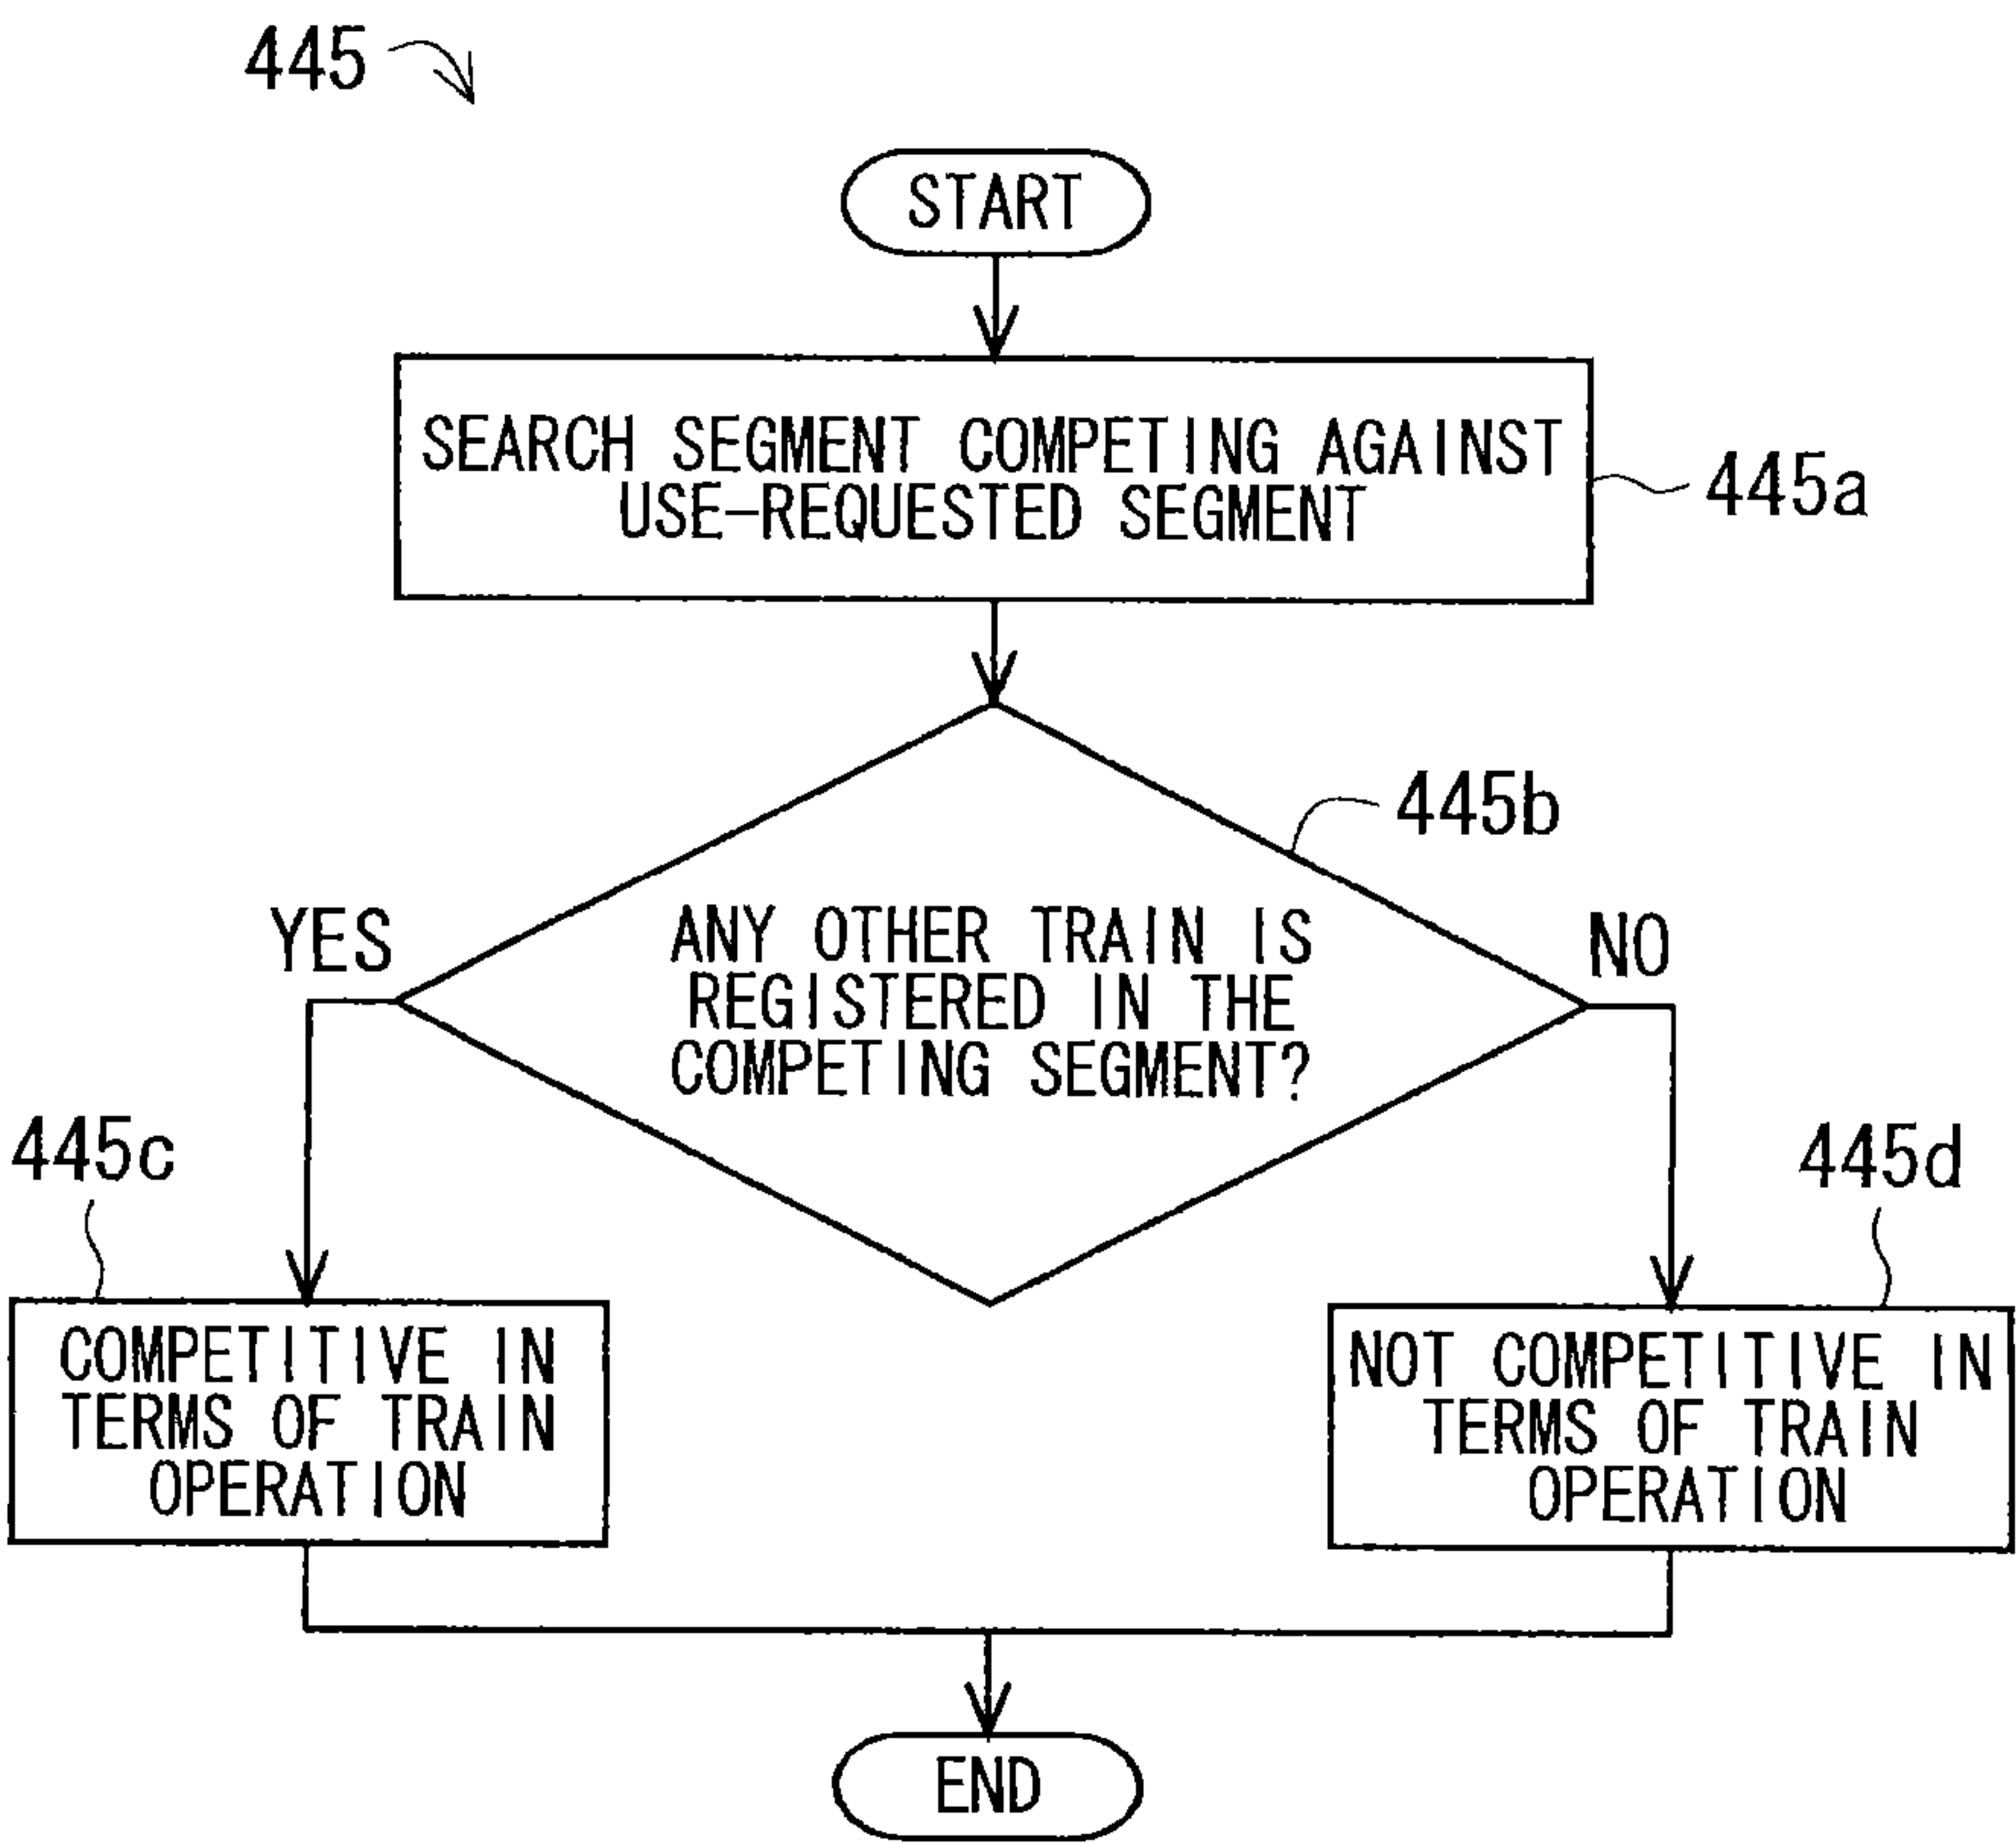 445
START
SEARCH SEGMENT COMPETING AGAINST
USE-REQUESTED SEGMENT
445a
445b
YES
NO
ANY OTHER TRAIN IS
REGISTERED IN THE
COMPETING SEGMENT?
445c
445d
COMPETITIVE IN
TERMS OF TRAIN
OPERATION
NOT COMPETITIVE IN
TERMS OF TRAIN
OPERATION
END